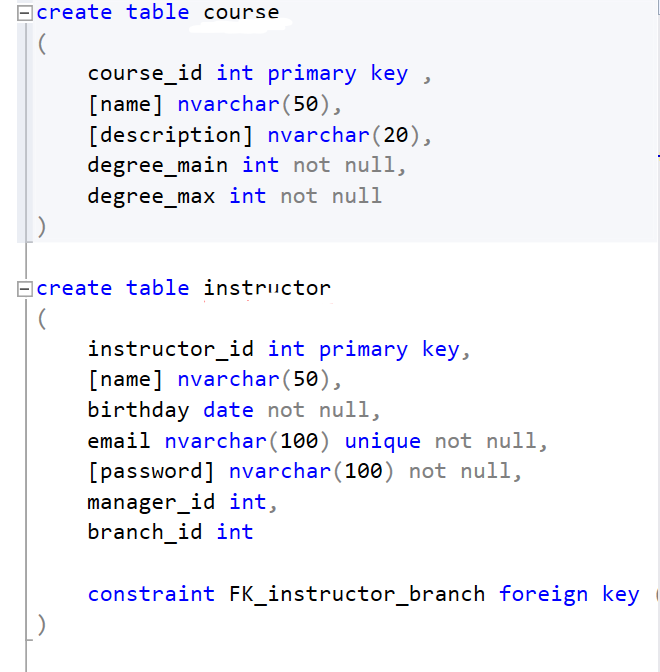 create table course
(
course_id int primary key ,
[name] nvarchar(50),
[description] nvarchar(20),
degree_main int not null,
degree_max int not null
)
create table instructor
(
instructor_id int primary key,
[name] nvarchar(50),
birthday date not null,
email nvarchar(100) unique not null,
[password] nvarchar(100) not null,
manager_id int,
branch_id int
constraint FK_instructor_branch foreign key (
)